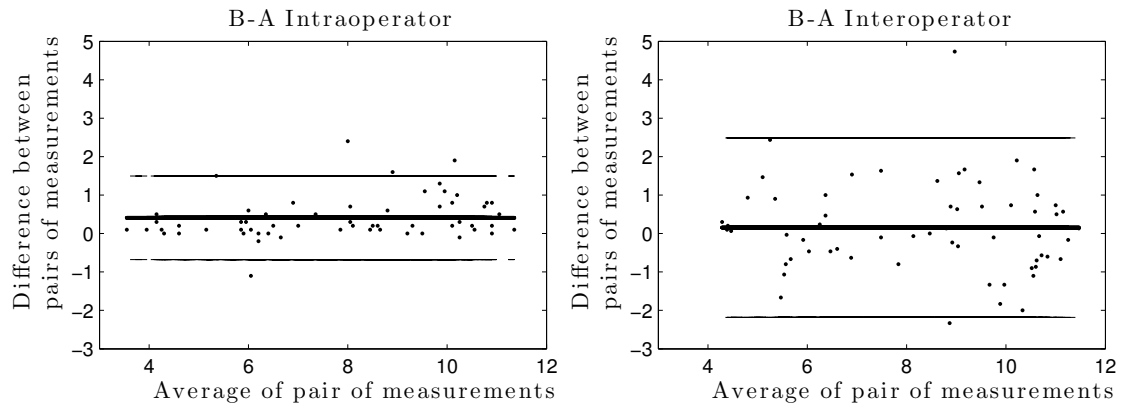 B-A Intraoperator
Difference between
pairs of measurements
5
4
3
2
1
0
−1
−2
−3
4 6 8 10 12
Average of pair of measurements
B-A Interoperator
Difference between
pairs of measurements
5
4
3
2
1
0
−1
−2
−3
4 6 8 10 12
Average of pair of measurements